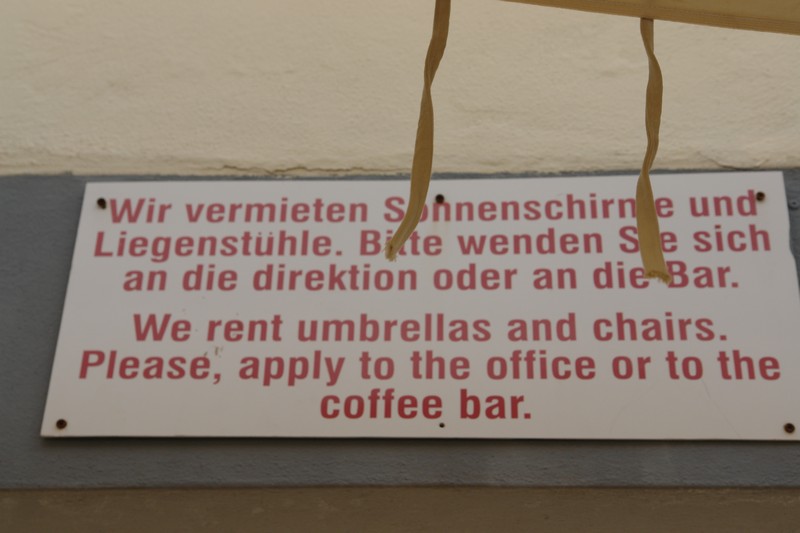 Wir vermieten Sonnenschirme und
Liegenstühle. Bitte wenden Sie sich
an die direktion oder an die Bar.
We rent umbrellas and chairs.
Please, apply to the office or to the
coffee bar.